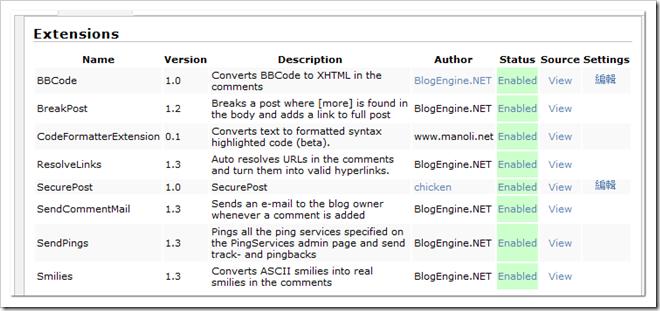 Extensions
Name Version Description Author Status Source Settings
BBCode 1.0 Converts BBCode to XHTML in the comments BlogEngine.NET Enabled View 編輯
BreakPost 1.2 Breaks a post where [more] is found in the body and adds a link to full post BlogEngine.NET Enabled View
CodeFormatterExtension 0.1 Converts text to formatted syntax highlighted code (beta). www.manoli.net Enabled View
ResolveLinks 1.3 Auto resolves URLs in the comments and turn them into valid hyperlinks. BlogEngine.NET Enabled View
SecurePost 1.0 SecurePost chicken Enabled View 編輯
SendCommentMail 1.3 Sends an e-mail to the blog owner whenever a comment is added BlogEngine.NET Enabled View
SendPings 1.3 Pings all the ping services specified on the PingServices admin page and send track- and pingbacks BlogEngine.NET Enabled View
Smilies 1.3 Converts ASCII smilies into real smilies in the comments BlogEngine.NET Enabled View